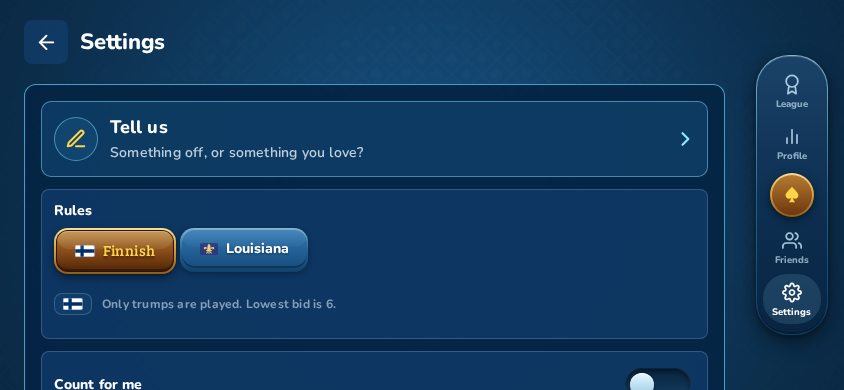 Settings
Tell us
Something off, or something you love?
Rules
Finnish
Louisiana
Only trumps are played. Lowest bid is 6.
Count for me
League
Profile
Friends
Settings